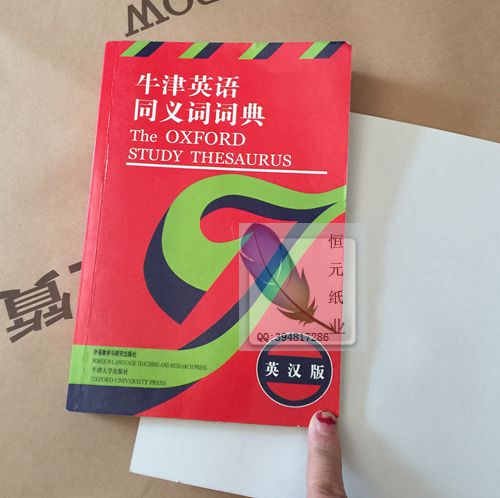 牛津英语
同义词词典
The OXFORD
STUDY THESAURUS
恒元纸业
QQ:394817286
外语教学与研究出版社
FOREIGN LANGUAGE TEACHING AND RESEARCH PRESS
牛津大学出版社
OXFORD UNIVERSITY PRESS
英汉版